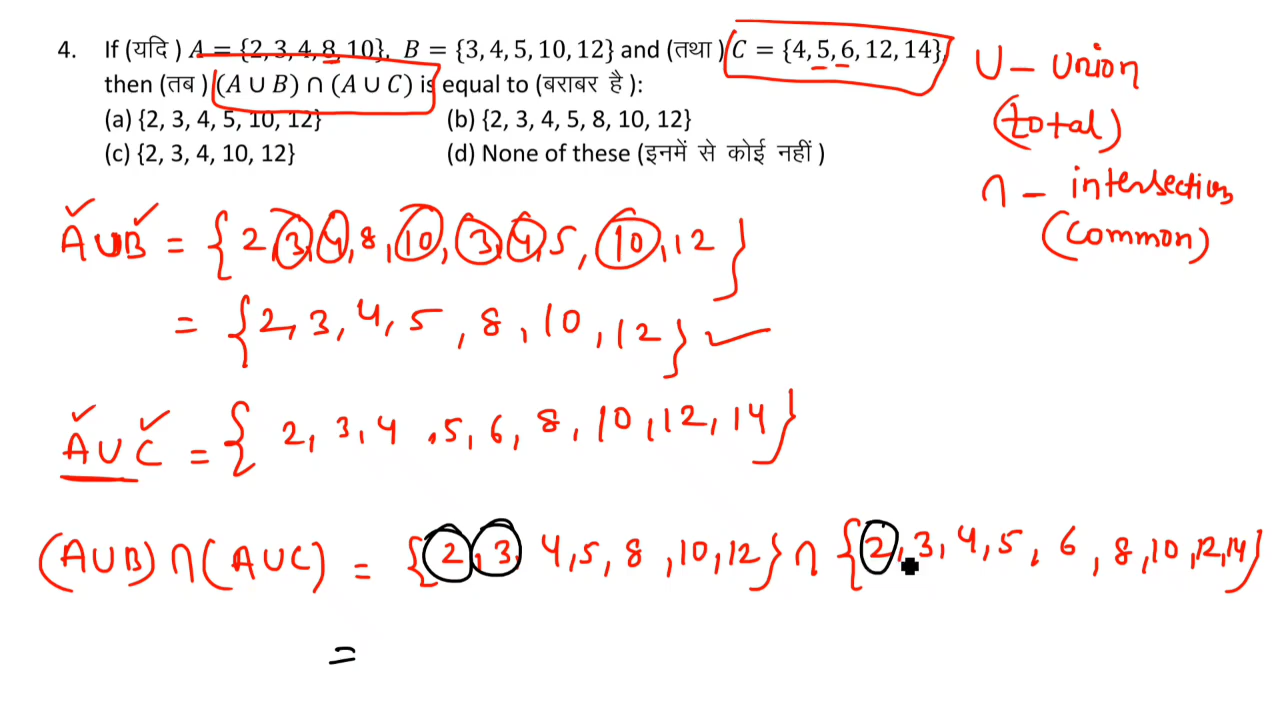 4. If (यदि ) A = {2, 3, 4, 8, 10}, B = {3, 4, 5, 10, 12} and (तथा ) C = {4, 5, 6, 12, 14},
then (तब ) (A ∪ B) ∩ (A ∪ C) is equal to (बराबर है ):
(a) {2, 3, 4, 5, 10, 12} (b) {2, 3, 4, 5, 8, 10, 12}
(c) {2, 3, 4, 10, 12} (d) None of these (इनमें से कोई नहीं )
U – Union
(total)
∩ – intersection
(common)
A∪B = {2,3,4,8,10,3,4,5,10,12}
= {2,3,4,5,8,10,12}
A∪C = {2,3,4,5,6,8,10,12,14}
(A∪B)∩(A∪C) = {2,3,4,5,8,10,12} ∩ {2,3,4,5,6,8,10,12,14}
=